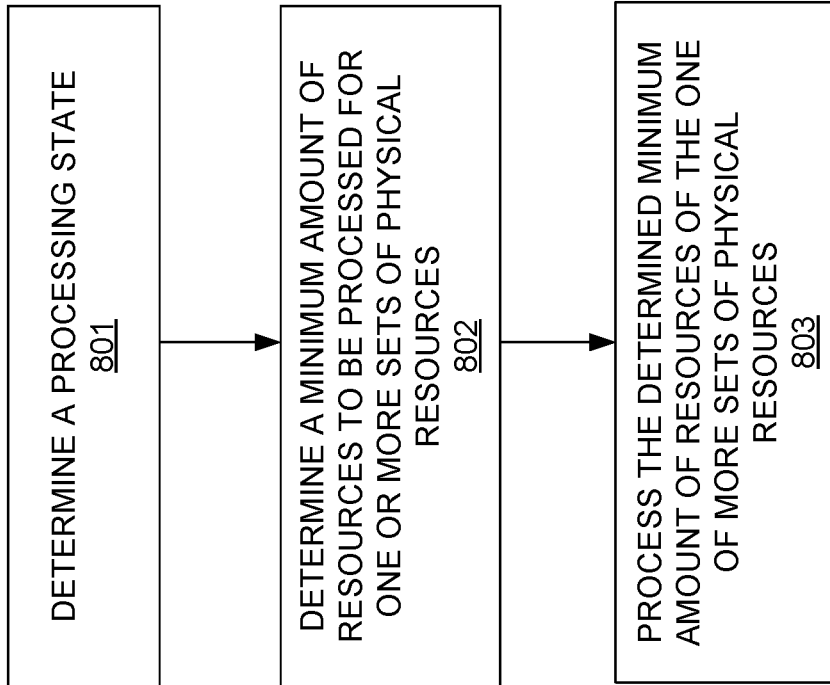 DETERMINE A PROCESSING STATE
801
DETERMINE A MINIMUM AMOUNT OF
RESOURCES TO BE PROCESSED FOR
ONE OR MORE SETS OF PHYSICAL
RESOURCES
802
PROCESS THE DETERMINED MINIMUM
AMOUNT OF RESOURCES OF THE ONE
OF MORE SETS OF PHYSICAL
RESOURCES
803